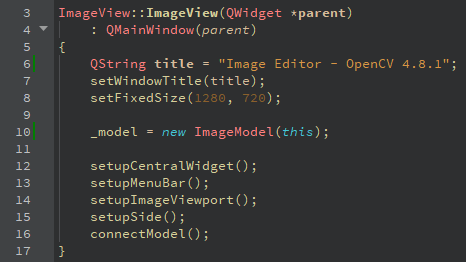 3 ImageView::ImageView(QWidget *parent)
4     : QMainWindow(parent)
5 {
6     QString title = "Image Editor - OpenCV 4.8.1";
7     setWindowTitle(title);
8     setFixedSize(1280, 720);
9
10     _model = new ImageModel(this);
11
12     setupCentralWidget();
13     setupMenuBar();
14     setupImageViewport();
15     setupSide();
16     connectModel();
17 }